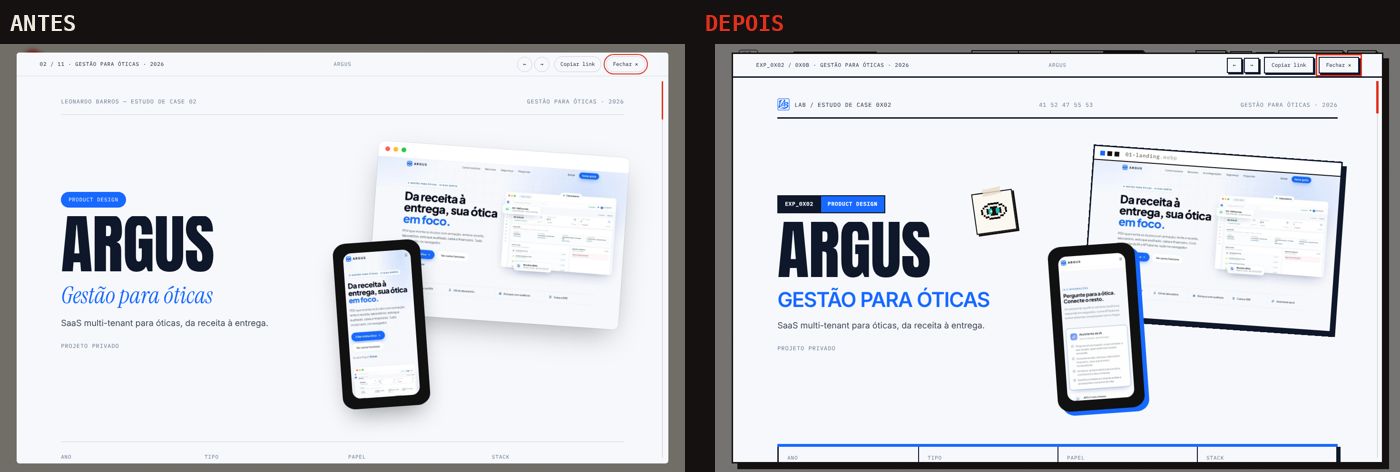 ANTES
02 / 11 · GESTÃO PARA ÓTICAS · 2026
ARGUS
← → Copiar link Fechar ×
LEONARDO BARROS — ESTUDO DE CASE 02
GESTÃO PARA ÓTICAS · 2026
PRODUCT DESIGN
ARGUS
Gestão para óticas
SaaS multi-tenant para óticas, da receita à entrega.
PROJETO PRIVADO
ARGUS
Da receita à
entrega, sua ótica
em foco.
ARGUS
Da receita à
entrega, sua ótica
em foco.
ANO
TIPO
PAPEL
STACK
DEPOIS
EXP_0X02 / 0X0B · GESTÃO PARA ÓTICAS · 2026
ARGUS
← → Copiar link Fechar ×
LAB / ESTUDO DE CASE 0X02
41 52 47 55 53
GESTÃO PARA ÓTICAS · 2026
EXP_0X02 PRODUCT DESIGN
ARGUS
GESTÃO PARA ÓTICAS
SaaS multi-tenant para óticas, da receita à entrega.
PROJETO PRIVADO
01-landing.webp
ARGUS
Da receita à
entrega, sua ótica
em foco.
ARGUS
Pergunte para a ótica.
Conecte o resto.
ANO
TIPO
PAPEL
STACK